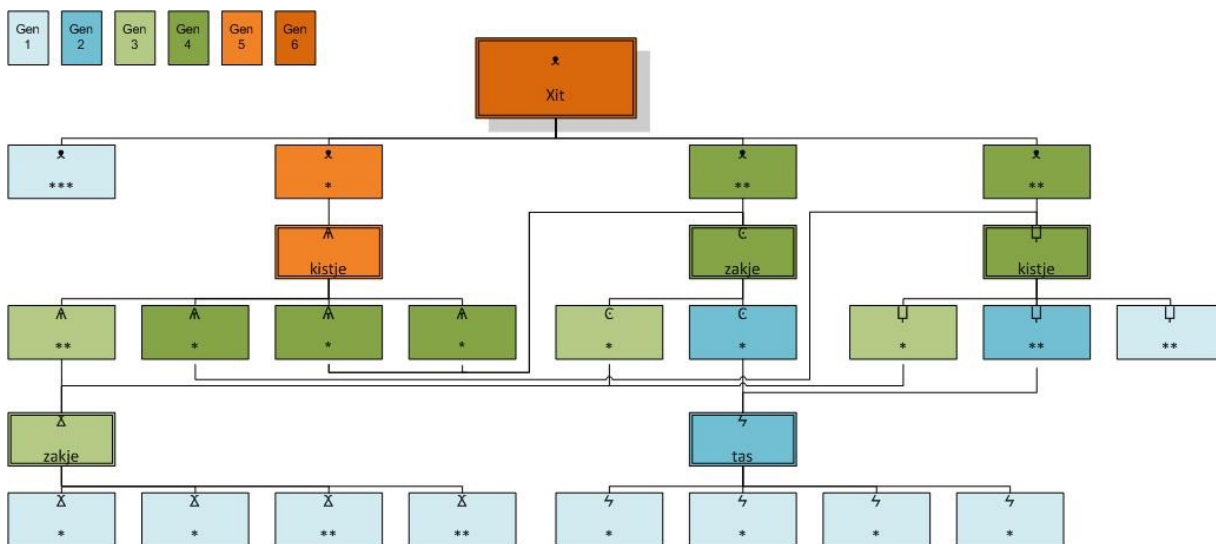 Gen Gen Gen Gen Gen Gen
1 2 3 4 5 6
Xit
*** * ** **
kistje zakje kistje
** * * * * * * ** **
zakje tas
* * ** ** * * * *